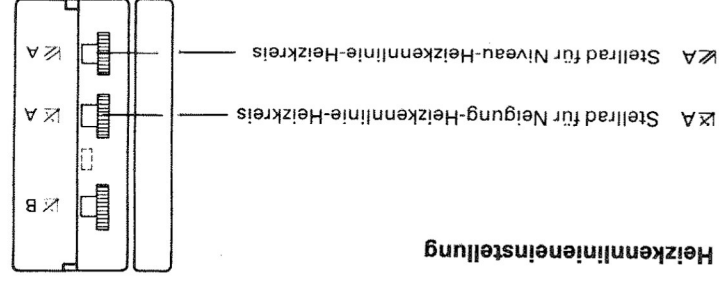 Heizkennlinieneinstellung
B
A Stellrad für Neigung-Heizkennlinie-Heizkreis
A
A Stellrad für Niveau-Heizkennlinie-Heizkreis
A